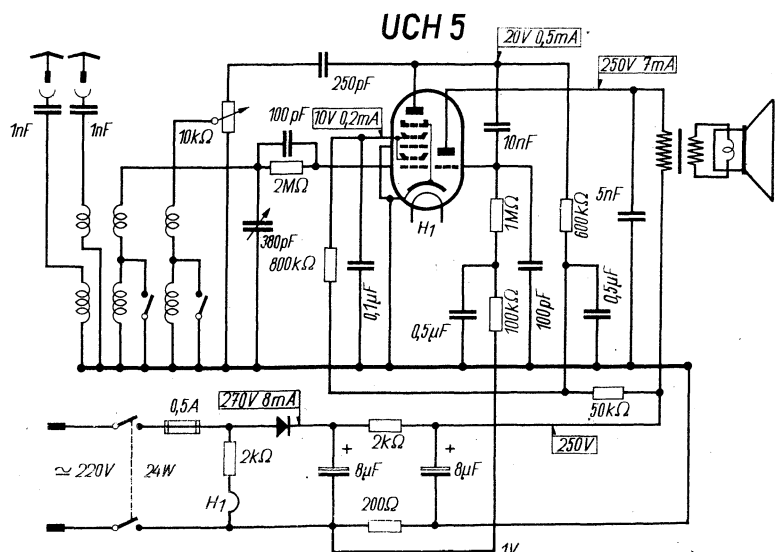 UCH 5
20V 0,5mA
250V 7mA
250pF
1nF
1nF
10kΩ
100pF
10V 0,2mA
10nF
2MΩ
5nF
380pF
H1
1MΩ
600kΩ
800kΩ
0,1μF
0,5μF
100kΩ
100pF
0,5μF
270V 8mA
50kΩ
0,5A
2kΩ
250V
≃ 220V
24W
2kΩ
+
8μF
+
8μF
H1
200Ω
1V